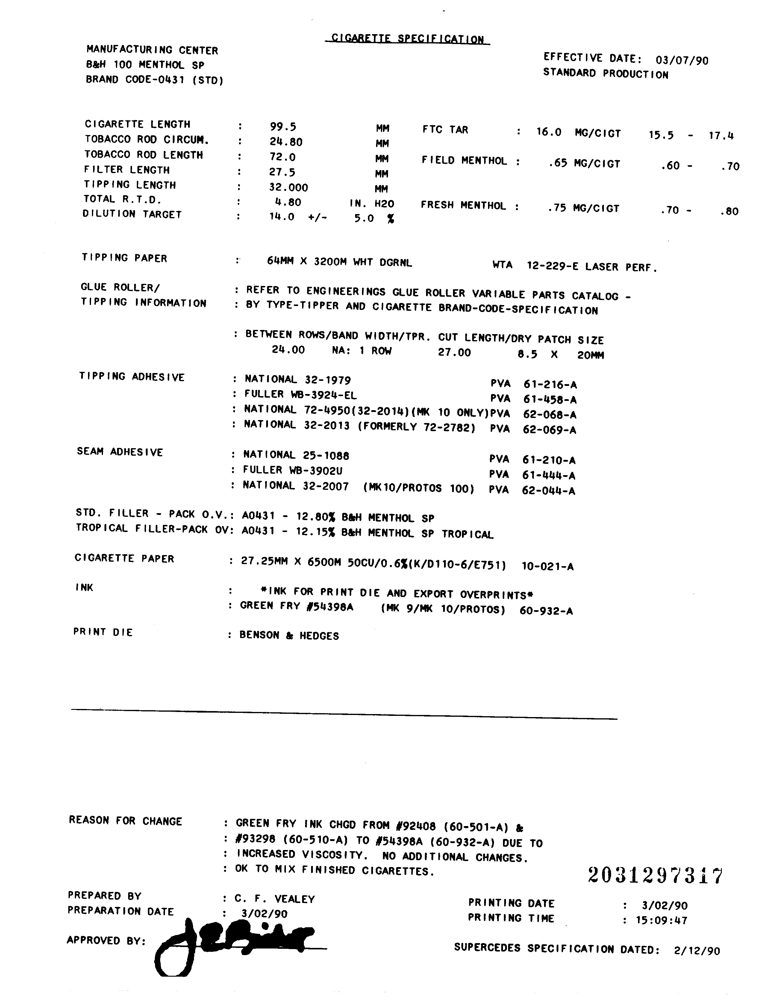 CIGARETTE SPECIFICATION
MANUFACTURING CENTER
B&H 100 MENTHOL SP
BRAND CODE-0431 (STD)
EFFECTIVE DATE: 03/07/90
STANDARD PRODUCTION
CIGARETTE LENGTH : 99.5 MM FTC TAR : 16.0 MG/CIGT 15.5 - 17.4
TOBACCO ROD CIRCUM. : 24.80 MM
TOBACCO ROD LENGTH : 72.0 MM FIELD MENTHOL : .65 MG/CIGT .60 - .70
FILTER LENGTH : 27.5 MM
TIPPING LENGTH : 32.000 MM
TOTAL R.T.D. : 4.80 IN. H2O FRESH MENTHOL : .75 MG/CIGT .70 - .80
DILUTION TARGET : 14.0 +/- 5.0 %
TIPPING PAPER : 64MM X 3200M WHT DGRNL WTA 12-229-E LASER PERF.
GLUE ROLLER/ : REFER TO ENGINEERINGS GLUE ROLLER VARIABLE PARTS CATALOG -
TIPPING INFORMATION : BY TYPE-TIPPER AND CIGARETTE BRAND-CODE-SPECIFICATION
: BETWEEN ROWS/BAND WIDTH/TPR. CUT LENGTH/DRY PATCH SIZE
24.00 NA: 1 ROW 27.00 8.5 X 20MM
TIPPING ADHESIVE : NATIONAL 32-1979 PVA 61-216-A
: FULLER WB-3924-EL PVA 61-458-A
: NATIONAL 72-4950(32-2014)(MK 10 ONLY)PVA 62-068-A
: NATIONAL 32-2013 (FORMERLY 72-2782) PVA 62-069-A
SEAM ADHESIVE : NATIONAL 25-1088 PVA 61-210-A
: FULLER WB-3902U PVA 61-444-A
: NATIONAL 32-2007 (MK10/PROTOS 100) PVA 62-044-A
STD. FILLER - PACK O.V.: A0431 - 12.80% B&H MENTHOL SP
TROPICAL FILLER-PACK OV: A0431 - 12.15% B&H MENTHOL SP TROPICAL
CIGARETTE PAPER : 27.25MM X 6500M 50CU/0.6%(K/D110-6/E751) 10-021-A
INK : *INK FOR PRINT DIE AND EXPORT OVERPRINTS*
: GREEN FRY #54398A (MK 9/MK 10/PROTOS) 60-932-A
PRINT DIE : BENSON & HEDGES
REASON FOR CHANGE : GREEN FRY INK CHGD FROM #92408 (60-501-A) &
: #93298 (60-510-A) TO #54398A (60-932-A) DUE TO
: INCREASED VISCOSITY. NO ADDITIONAL CHANGES.
: OK TO MIX FINISHED CIGARETTES.
2031297317
PREPARED BY : C. F. VEALEY
PREPARATION DATE : 3/02/90
PRINTING DATE : 3/02/90
PRINTING TIME : 15:09:47
APPROVED BY:
SUPERCEDES SPECIFICATION DATED: 2/12/90